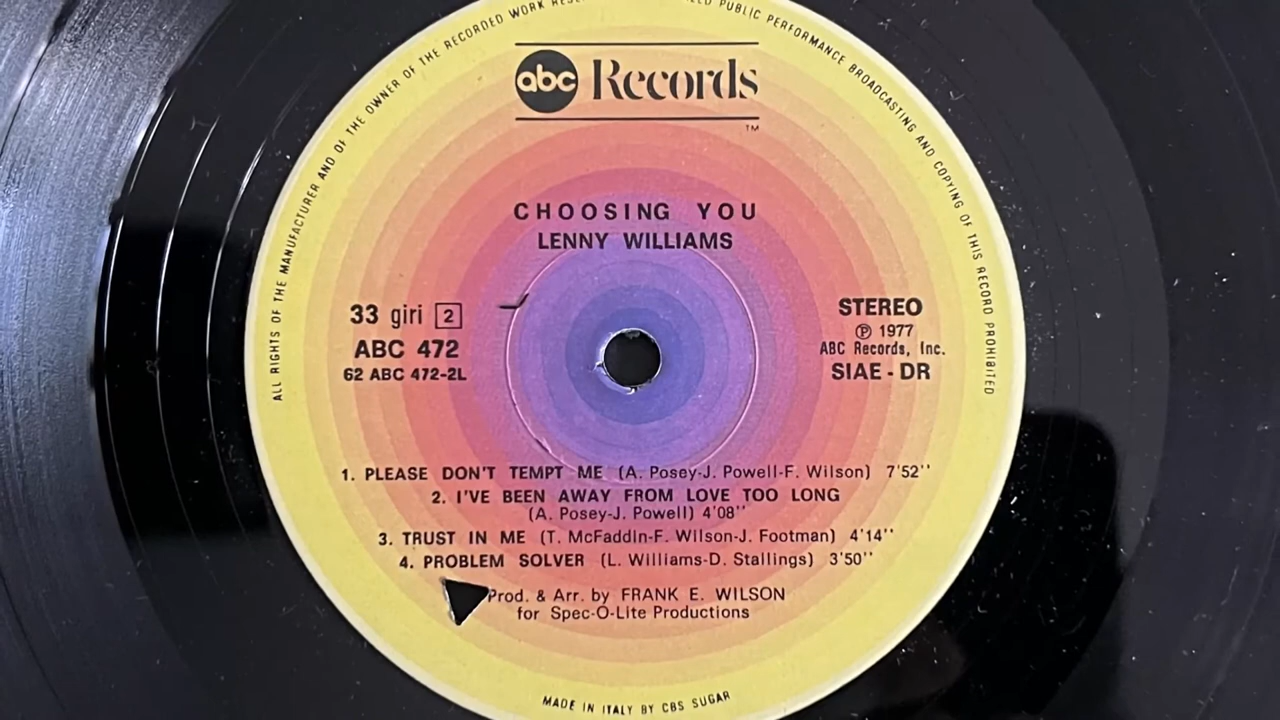 ALL RIGHTS OF THE MANUFACTURER AND OF THE OWNER OF THE RECORDED WORK PUBLIC PERFORMANCE BROADCASTING AND COPYING OF THIS RECORD PROHIBITED
abc Records
TM
CHOOSING YOU
LENNY WILLIAMS
33 giri 2
ABC 472
62 ABC 472-2L
STEREO
Ⓟ 1977
ABC Records, Inc.
SIAE - DR
1. PLEASE DON'T TEMPT ME (A. Posey-J. Powell-F. Wilson) 7'52''
2. I'VE BEEN AWAY FROM LOVE TOO LONG
(A. Posey-J. Powell) 4'08''
3. TRUST IN ME (T. McFaddin-F. Wilson-J. Footman) 4'14''
4. PROBLEM SOLVER (L. Williams-D. Stallings) 3'50''
Prod. & Arr. by FRANK E. WILSON
for Spec-O-Lite Productions
MADE IN ITALY BY CBS SUGAR